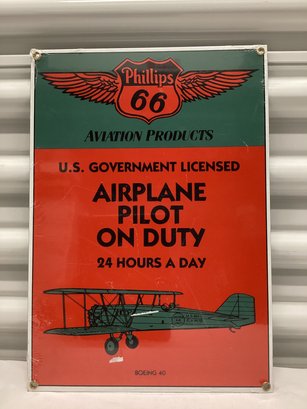 Phillips
66
AVIATION PRODUCTS
U.S. GOVERNMENT LICENSED
AIRPLANE
PILOT
ON DUTY
24 HOURS A DAY
BOEING 40